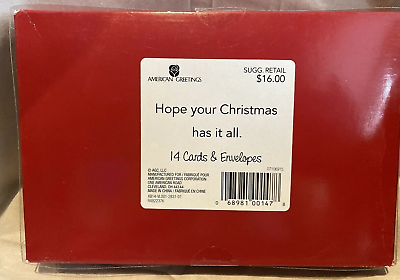 AMERICAN GREETINGS
SUGG. RETAIL
$16.00
Hope your Christmas
has it all.
14 Cards & Envelopes
© AGC, LLC
MANUFACTURED FOR / FABRIQUÉ POUR
AMERICAN GREETINGS CORPORATION
ONE AMERICAN ROAD
CLEVELAND, OH 44144
MADE IN CHINA / FABRIQUÉ EN CHINE
0 68981 00147 8